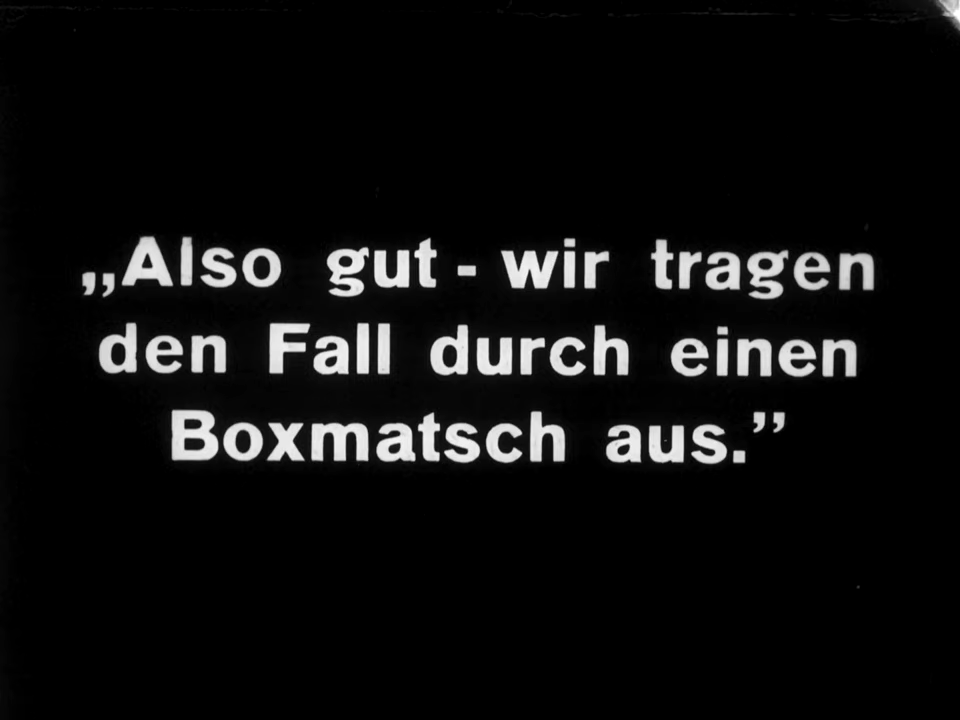 „Also gut - wir tragen
den Fall durch einen
Boxmatsch aus.”